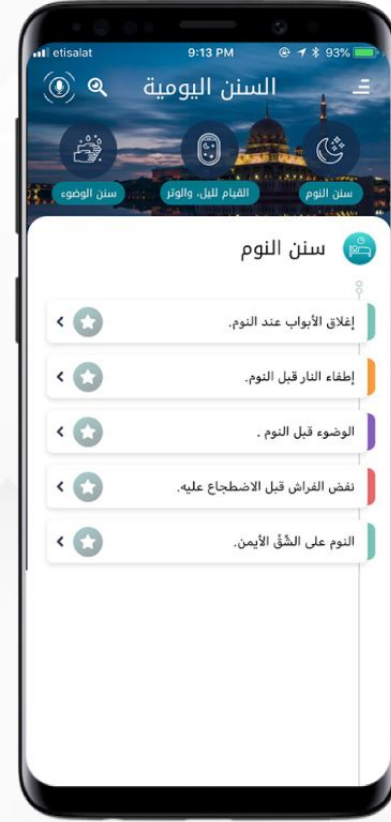 etisalat 9:13 PM 93%
السنن اليومية
سنن النوم القيام لليل، والوتر سنن الوضوء
سنن النوم
إغلاق الأبواب عند النوم.
إطفاء النار قبل النوم.
الوضوء قبل النوم .
نفض الفراش قبل الاضطجاع عليه.
النوم على الشِّقِّ الأيمن.